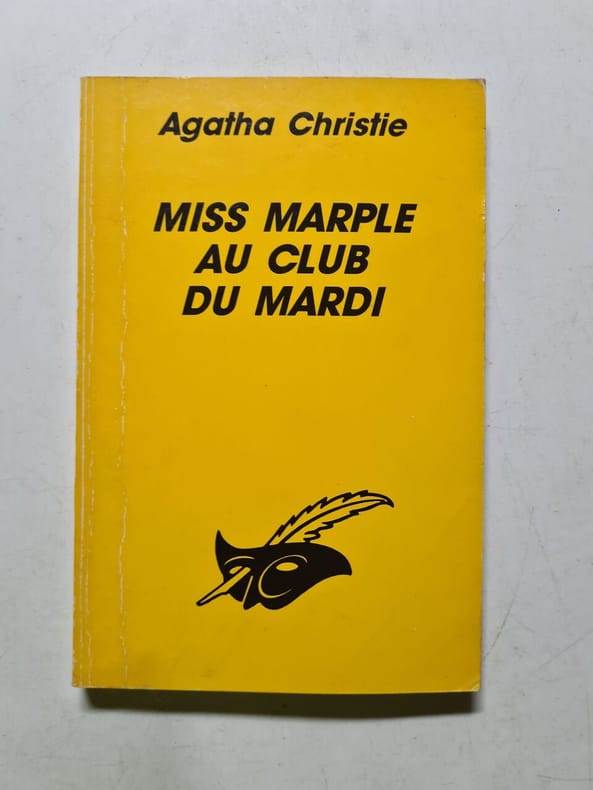 Agatha Christie
MISS MARPLE
AU CLUB
DU MARDI